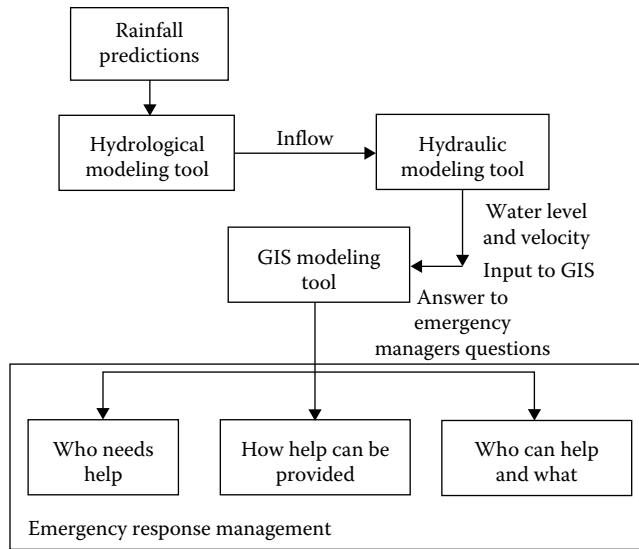 Rainfall
predictions
Hydrological
modeling tool
Inflow
Hydraulic
modeling tool
Water level
and velocity
GIS modeling
tool
Input to GIS
Answer to
emergency
managers questions
Who needs
help
How help can be
provided
Who can help
and what
Emergency response management